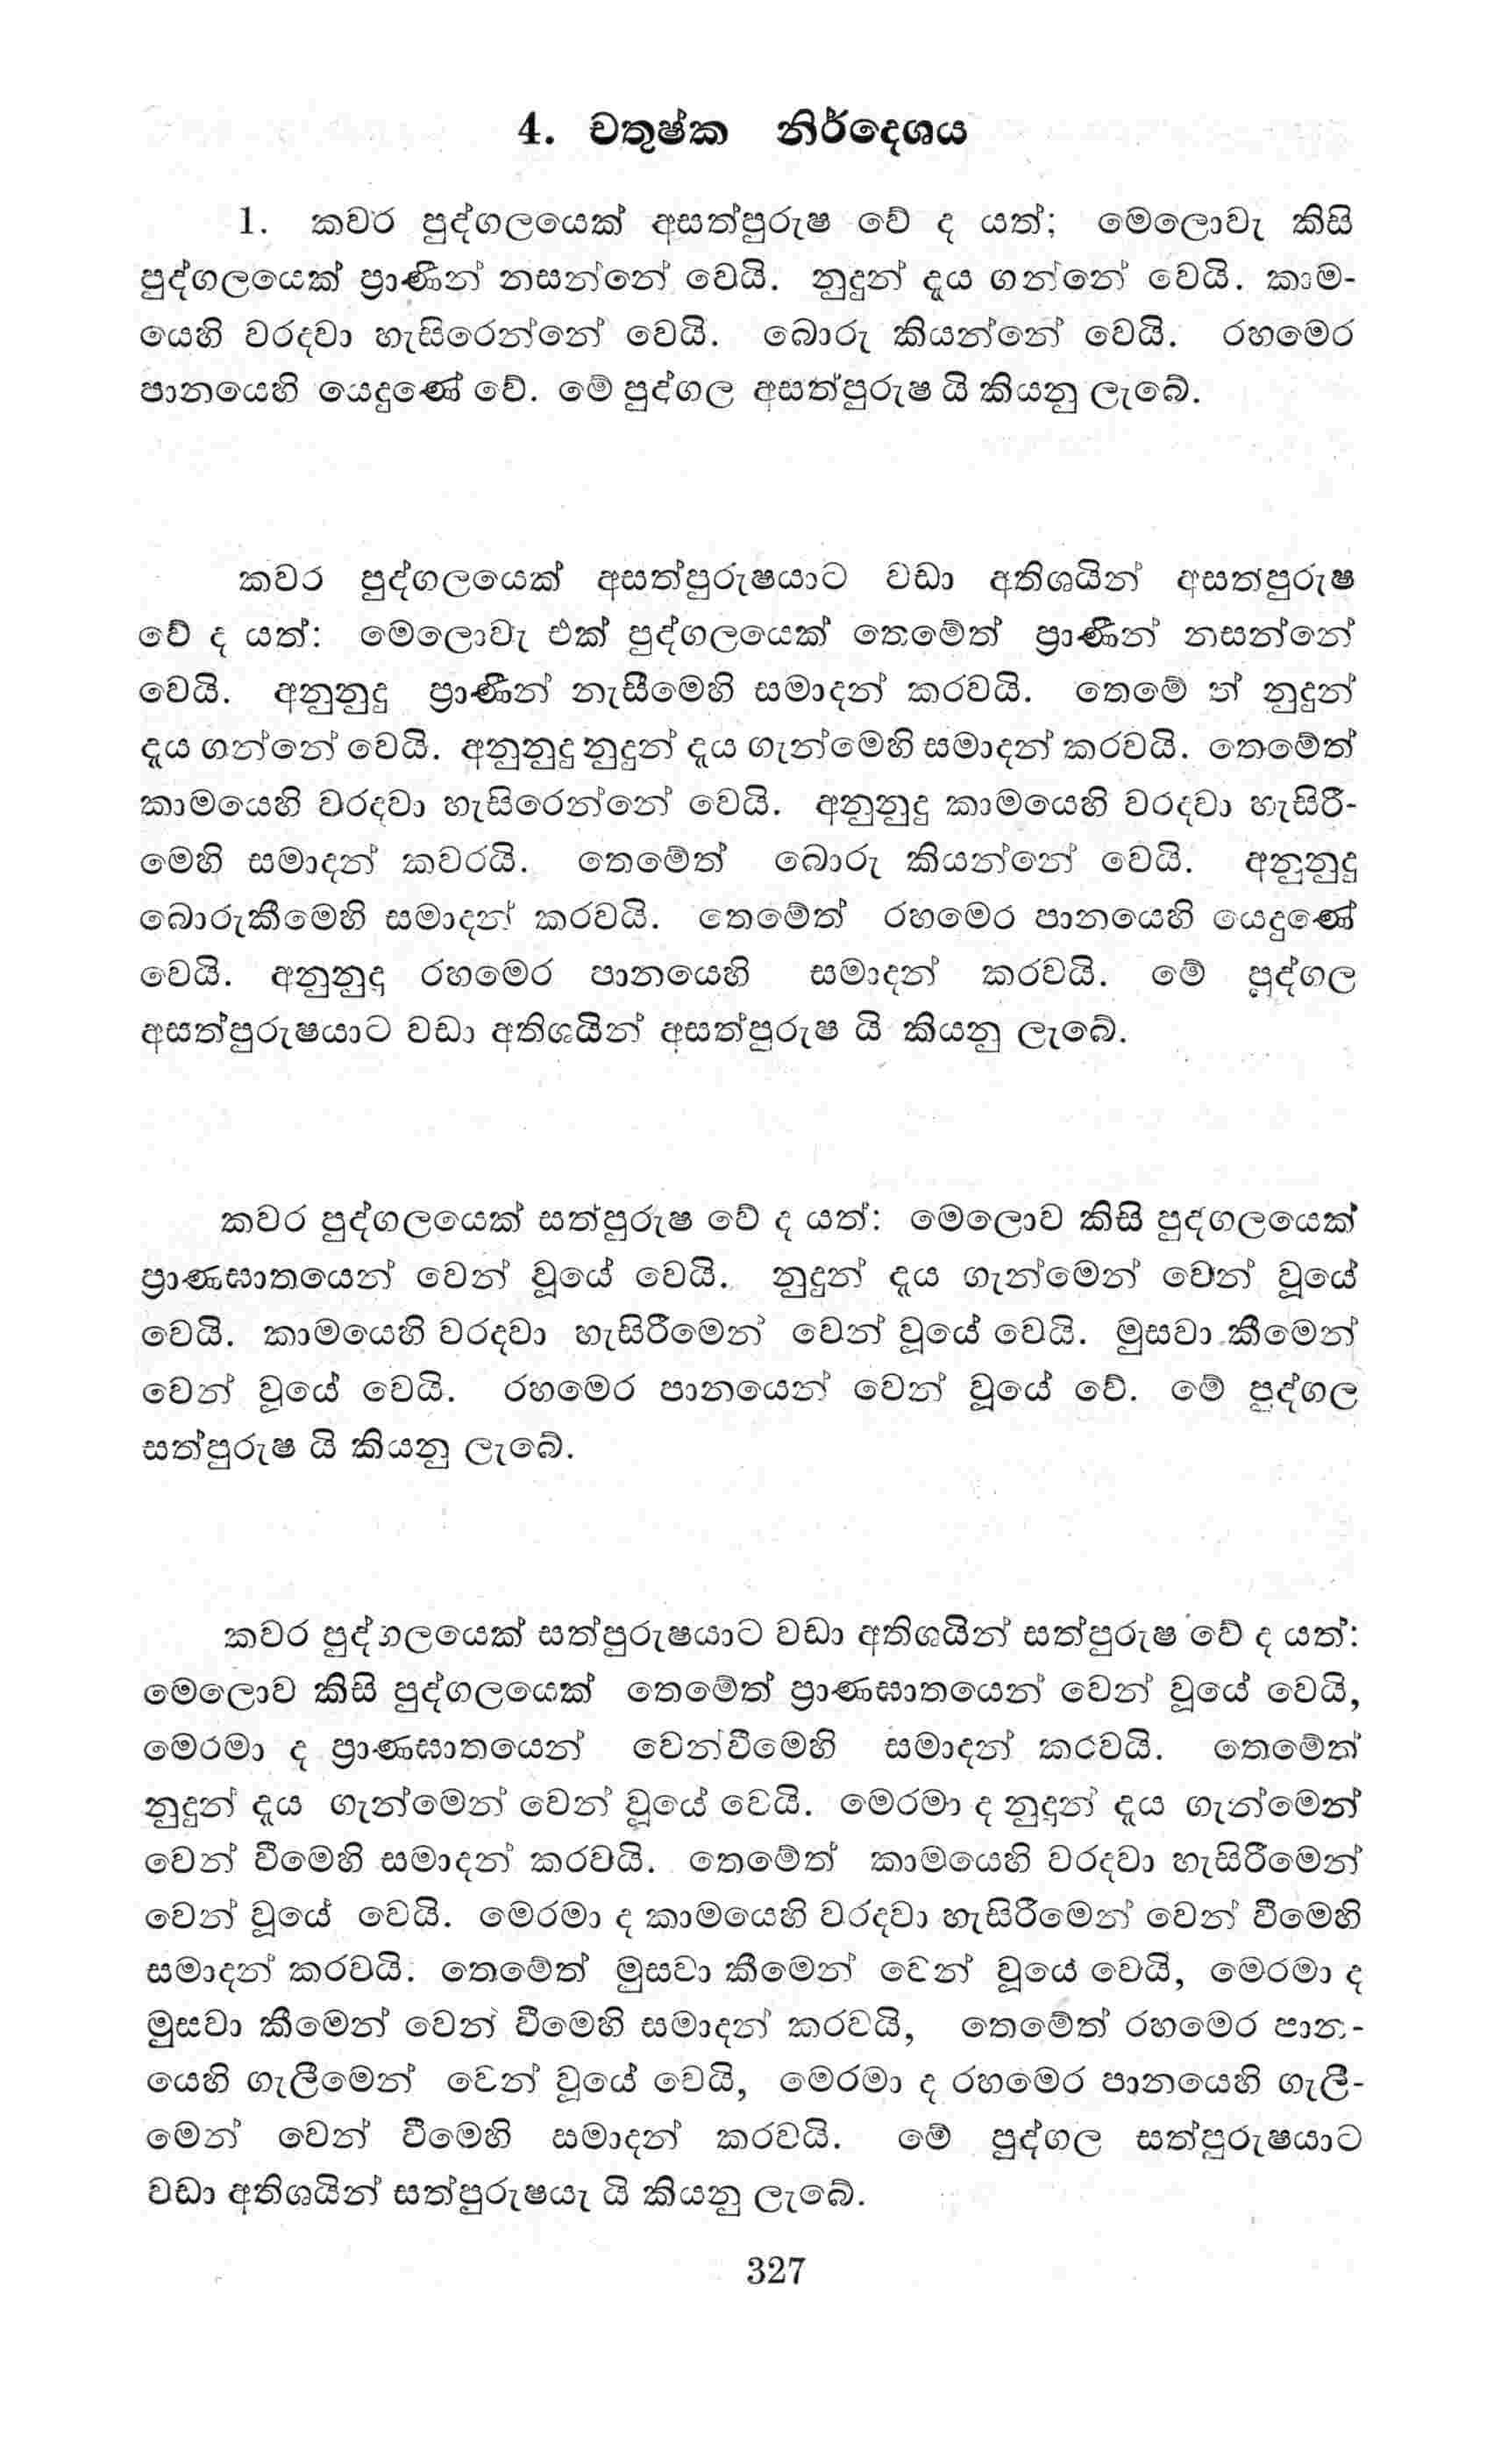 4. චතුෂ්ක නිර්දෙශය
1. කවර පුද්ගලයෙක් අසත්පුරුෂ වේ ද යත්; මෙලොවැ කිසි
පුද්ගලයෙක් ප්‍රාණීන් නසන්නේ වෙයි. නුදුන් දැය ගන්නේ වෙයි. කාම-
යෙහි වරදවා හැසිරෙන්නේ වෙයි. බොරු කියන්නේ වෙයි. රහමෙර
පානයෙහි යෙදුණේ වේ. මේ පුද්ගල අසත්පුරුෂ යි කියනු ලැබේ.
කවර පුද්ගලයෙක් අසත්පුරුෂයාට වඩා අතිශයින් අසත්පුරුෂ
වේ ද යත්: මෙලොවැ එක් පුද්ගලයෙක් තෙමේත් ප්‍රාණීන් නසන්නේ
වෙයි. අනුනුදු ප්‍රාණීන් නැසීමෙහි සමාදන් කරවයි. තෙමේ ත් නුදුන්
දැය ගන්නේ වෙයි. අනුනුදු නුදුන් දැය ගැන්මෙහි සමාදන් කරවයි. තෙමේත්
කාමයෙහි වරදවා හැසිරෙන්නේ වෙයි. අනුනුදු කාමයෙහි වරදවා හැසිරී-
මෙහි සමාදන් කවරයි. තෙමේත් බොරු කියන්නේ වෙයි. අනුනුදු
බොරුකීමෙහි සමාදන් කරවයි. තෙමේත් රහමෙර පානයෙහි යෙදුණේ
වෙයි. අනුනුදු රහමෙර පානයෙහි සමාදන් කරවයි. මේ පුද්ගල
අසත්පුරුෂයාට වඩා අතිශයින් අසත්පුරුෂ යි කියනු ලැබේ.
කවර පුද්ගලයෙක් සත්පුරුෂ වේ ද යත්: මෙලොව කිසි පුද්ගලයෙක්
ප්‍රාණඝාතයෙන් වෙන් වූයේ වෙයි. නුදුන් දැය ගැන්මෙන් වෙන් වූයේ
වෙයි. කාමයෙහි වරදවා හැසිරීමෙන් වෙන් වූයේ වෙයි. මුසවා කීමෙන්
වෙන් වූයේ වෙයි. රහමෙර පානයෙන් වෙන් වූයේ වේ. මේ පුද්ගල
සත්පුරුෂ යි කියනු ලැබේ.
කවර පුද්ගලයෙක් සත්පුරුෂයාට වඩා අතිශයින් සත්පුරුෂ වේ ද යත්:
මෙලොව කිසි පුද්ගලයෙක් තෙමේත් ප්‍රාණඝාතයෙන් වෙන් වූයේ වෙයි,
මෙරමා ද ප්‍රාණඝාතයෙන් වෙන්වීමෙහි සමාදන් කරවයි. තෙමේත්
නුදුන් දැය ගැන්මෙන් වෙන් වූයේ වෙයි. මෙරමා ද නුදුන් දැය ගැන්මෙන්
වෙන් වීමෙහි සමාදන් කරවයි. තෙමේත් කාමයෙහි වරදවා හැසිරීමෙන්
වෙන් වූයේ වෙයි. මෙරමා ද කාමයෙහි වරදවා හැසිරීමෙන් වෙන් වීමෙහි
සමාදන් කරවයි. තෙමේත් මුසවා කීමෙන් වෙන් වූයේ වෙයි, මෙරමා ද
මුසවා කීමෙන් වෙන් වීමෙහි සමාදන් කරවයි, තෙමේත් රහමෙර පාන-
යෙහි ගැලීමෙන් වෙන් වූයේ වෙයි, මෙරමා ද රහමෙර පානයෙහි ගැලී-
මෙන් වෙන් වීමෙහි සමාදන් කරවයි. මේ පුද්ගල සත්පුරුෂයාට
වඩා අතිශයින් සත්පුරුෂයැ යි කියනු ලැබේ.
327